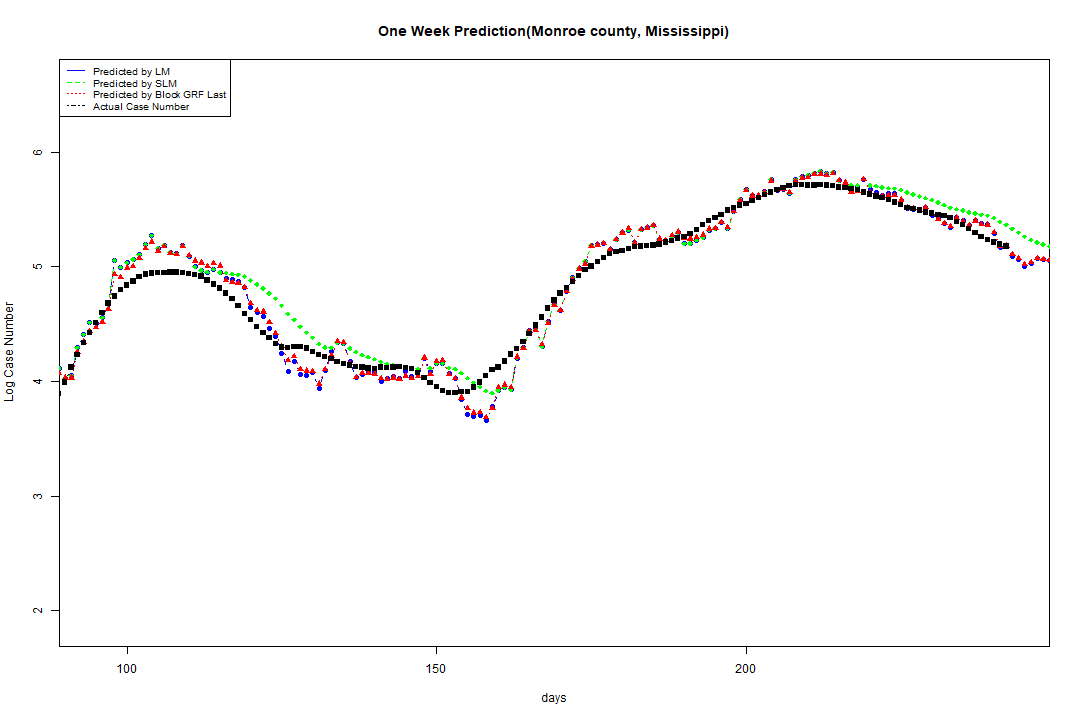 One Week Prediction(Monroe county, Mississippi)
Predicted by LM
Predicted by SLM
Predicted by Block GRF Last
Actual Case Number
6
5
4
3
2
Log Case Number
100 150 200
days